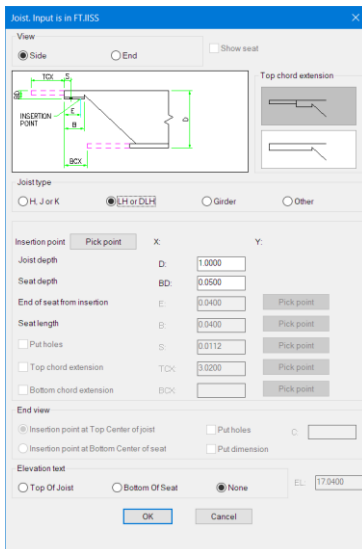 Joist. Input is in FT.IISS
View
Side End
Show seat
TCX S
BD
INSERTION
POINT
E
B
D
BCX
Top chord extension
Joist type
H, J or K LH or DLH Girder Other
Insertion point Pick point X: Y:
Joist depth D: 1.0000
Seat depth BD: 0.0500
End of seat from insertion E: 0.0400 Pick point
Seat length B: 0.0400 Pick point
Put holes S: 0.0112 Pick point
Top chord extension TCX: 3.0200 Pick point
Bottom chord extension BCX: Pick point
End view
Insertion point at Top Center of joist Put holes C:
Insertion point at Bottom Center of seat Put dimension
Elevation text
Top Of Joist Bottom Of Seat None EL: 17.0400
OK Cancel